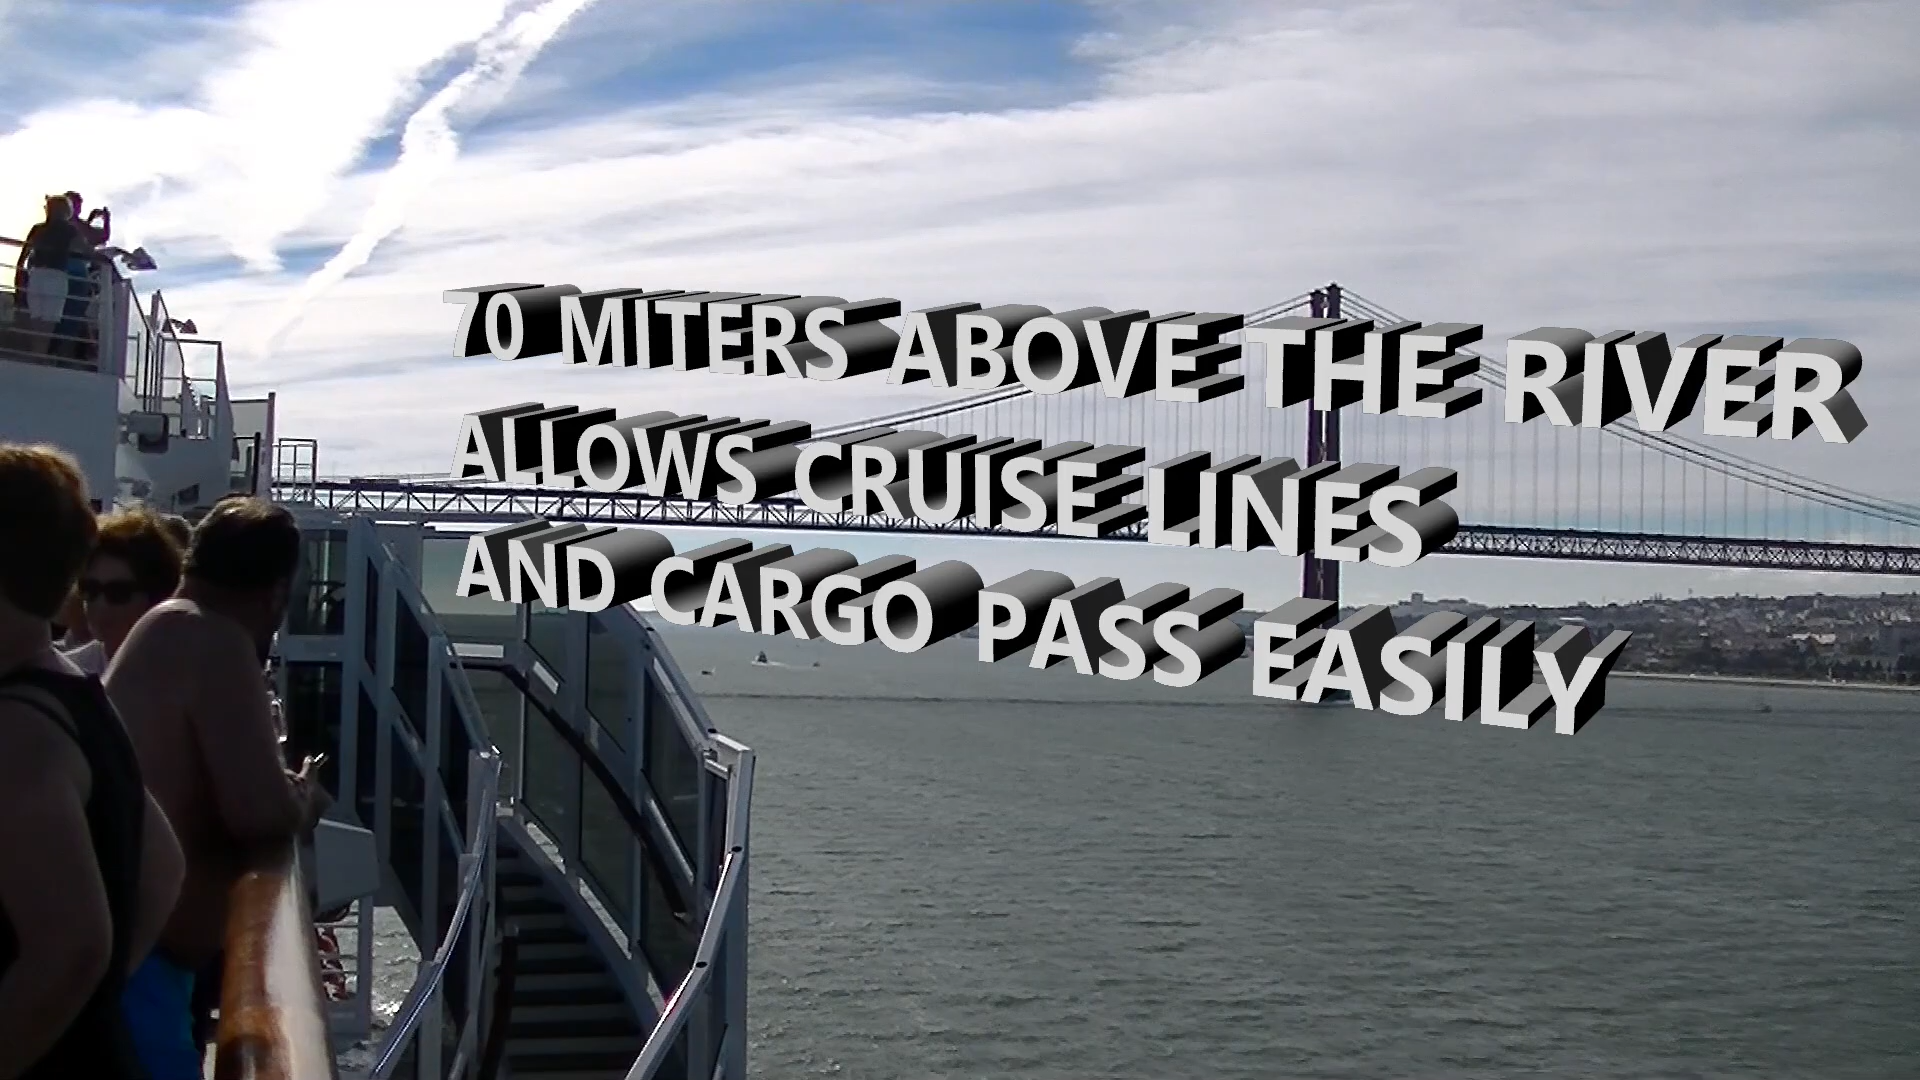 70 MITERS ABOVE THE RIVER
ALLOWS CRUISE LINES
AND CARGO PASS EASILY